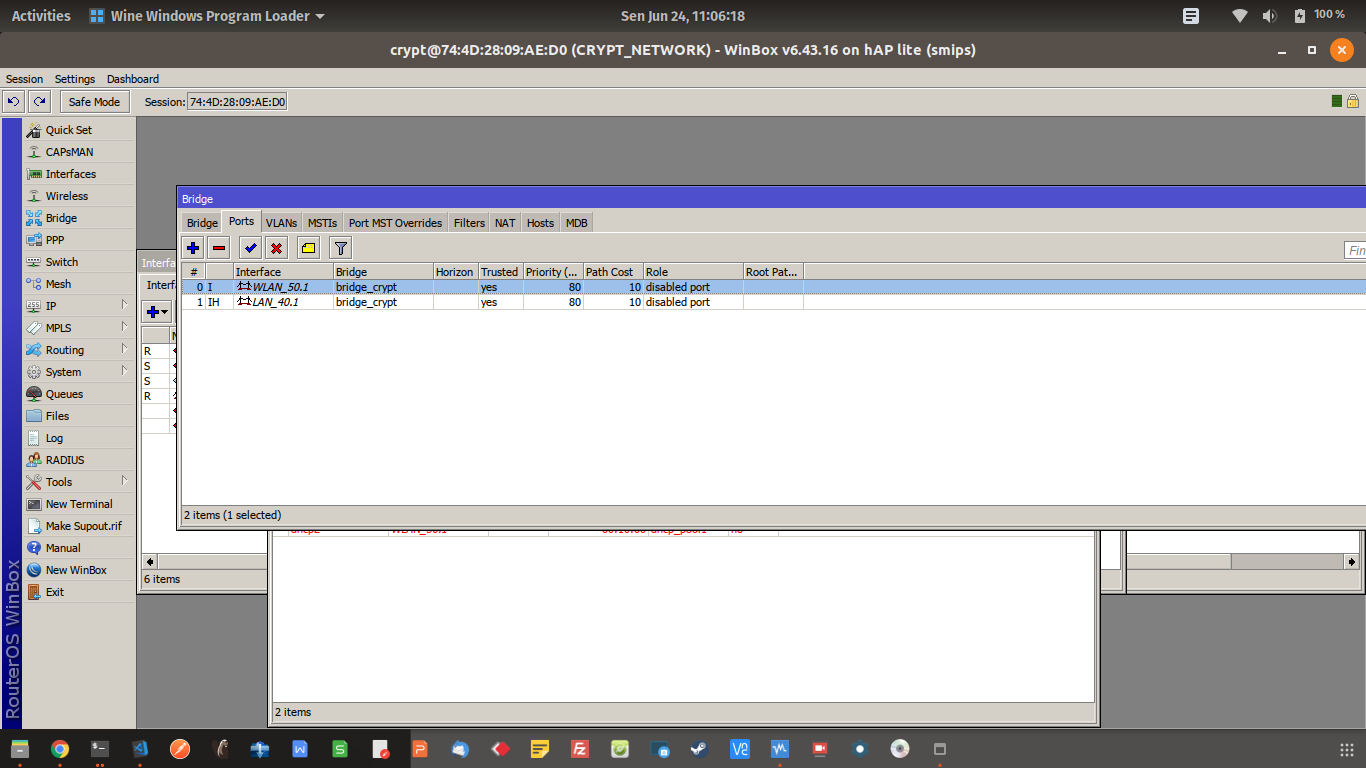 Activities Wine Windows Program Loader Sen Jun 24, 11:06:18 100 %
crypt@74:4D:28:09:AE:D0 (CRYPT_NETWORK) - WinBox v6.43.16 on hAP lite (smips)
Session Settings Dashboard
Safe Mode Session: 74:4D:28:09:AE:D0
Quick Set
CAPsMAN
Interfaces
Wireless
Bridge
PPP
Switch
Mesh
IP
MPLS
Routing
System
Queues
Files
Log
RADIUS
Tools
New Terminal
Make Supout.rif
Manual
New WinBox
Exit
RouterOS WinBox
Bridge
Bridge Ports VLANs MSTIs Port MST Overrides Filters NAT Hosts MDB
Fin
# Interface Bridge Horizon Trusted Priority (... Path Cost Role Root Pat...
0 I WLAN_50.1 bridge_crypt yes 80 10 disabled port
1 IH LAN_40.1 bridge_crypt yes 80 10 disabled port
2 items (1 selected)
Interfa
Interfa
R
S
S
R
6 items
2 items